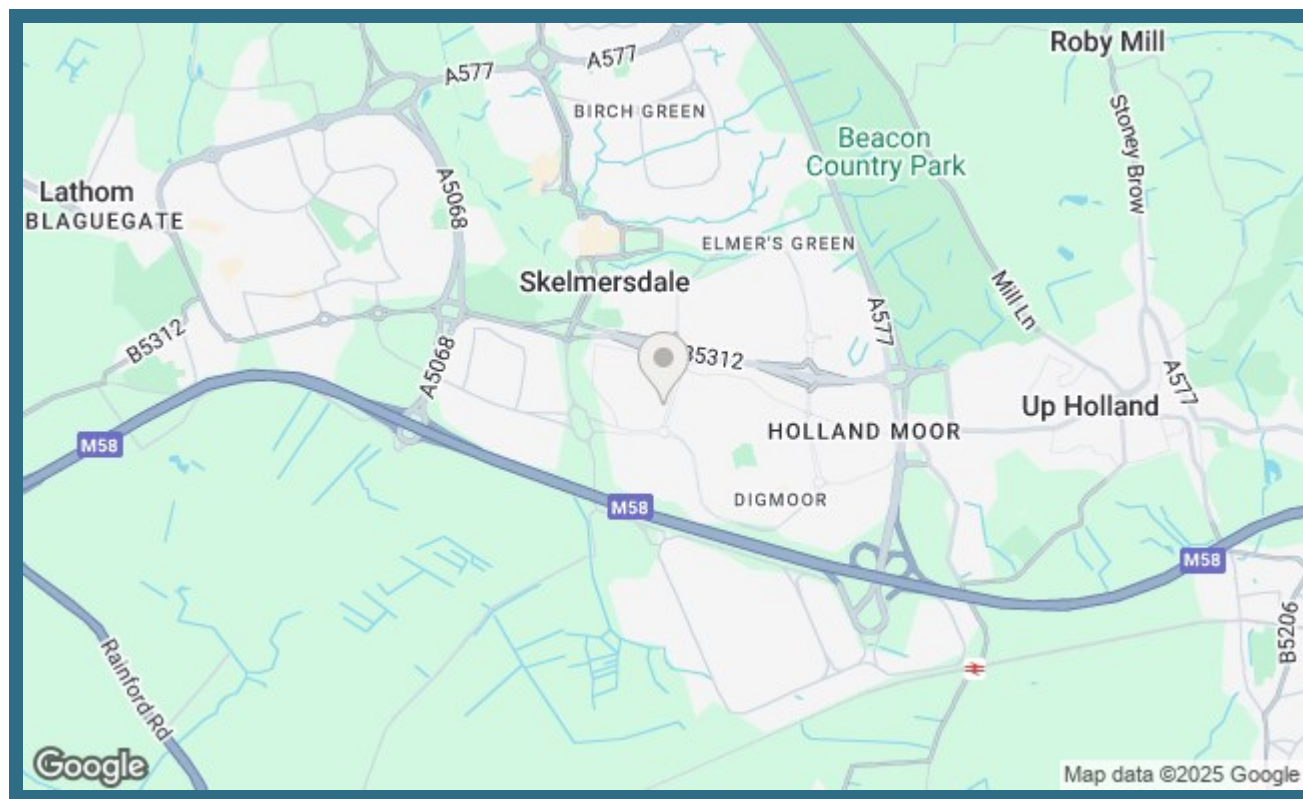 Roby Mill
A577
A577
BIRCH GREEN
Stoney Brow
Beacon
Country Park
Lathom
BLAGUEGATE
A5068
ELMER'S GREEN
Skelmersdale
Mill Ln
A577
B5312
A5068
B5312
A577
Up Holland
HOLLAND MOOR
M58
M58
DIGMOOR
M58
B5206
Rainford Rd
Google
Map data ©2025 Google